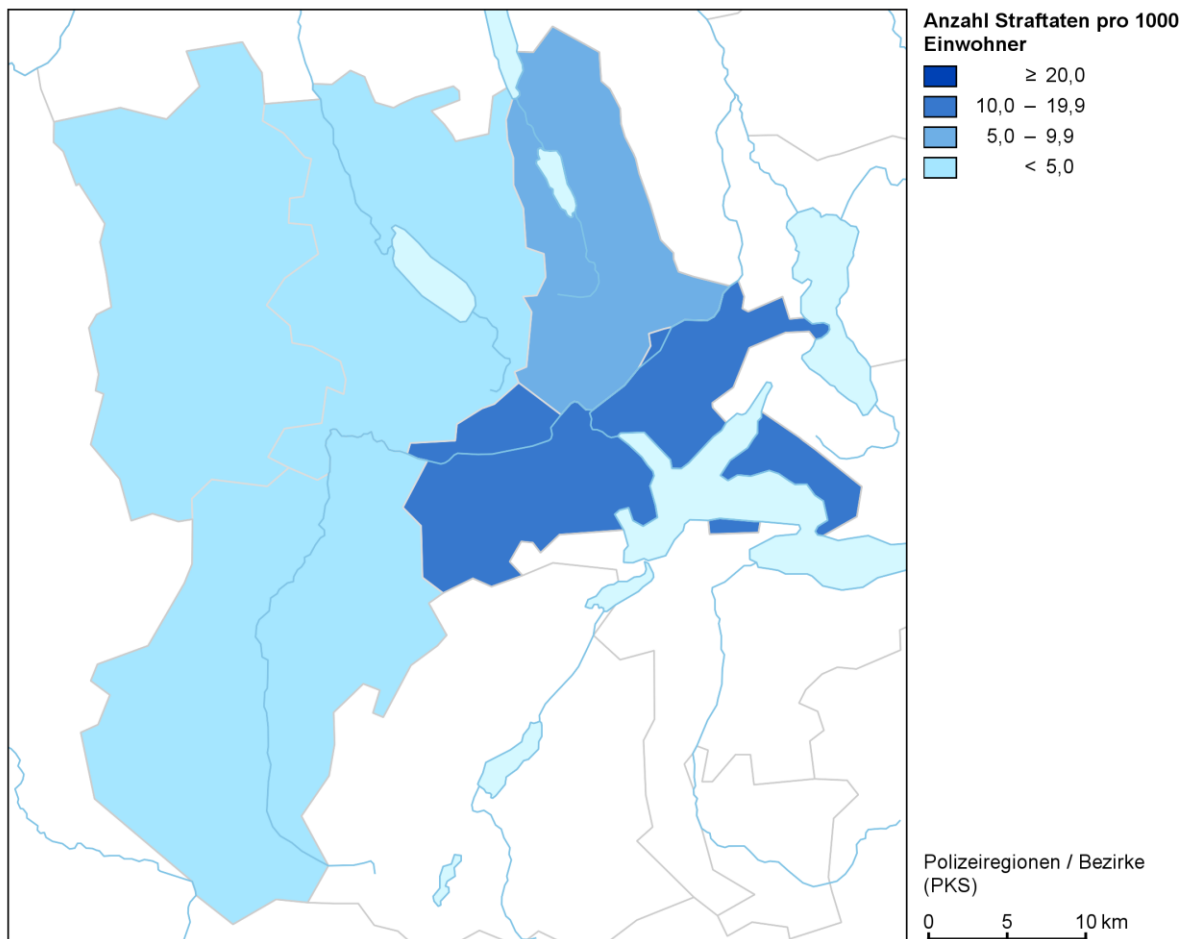 Anzahl Straftaten pro 1000
Einwohner
≥ 20,0
10,0 – 19,9
5,0 – 9,9
< 5,0
Polizeiregionen / Bezirke
(PKS)
0 5 10 km